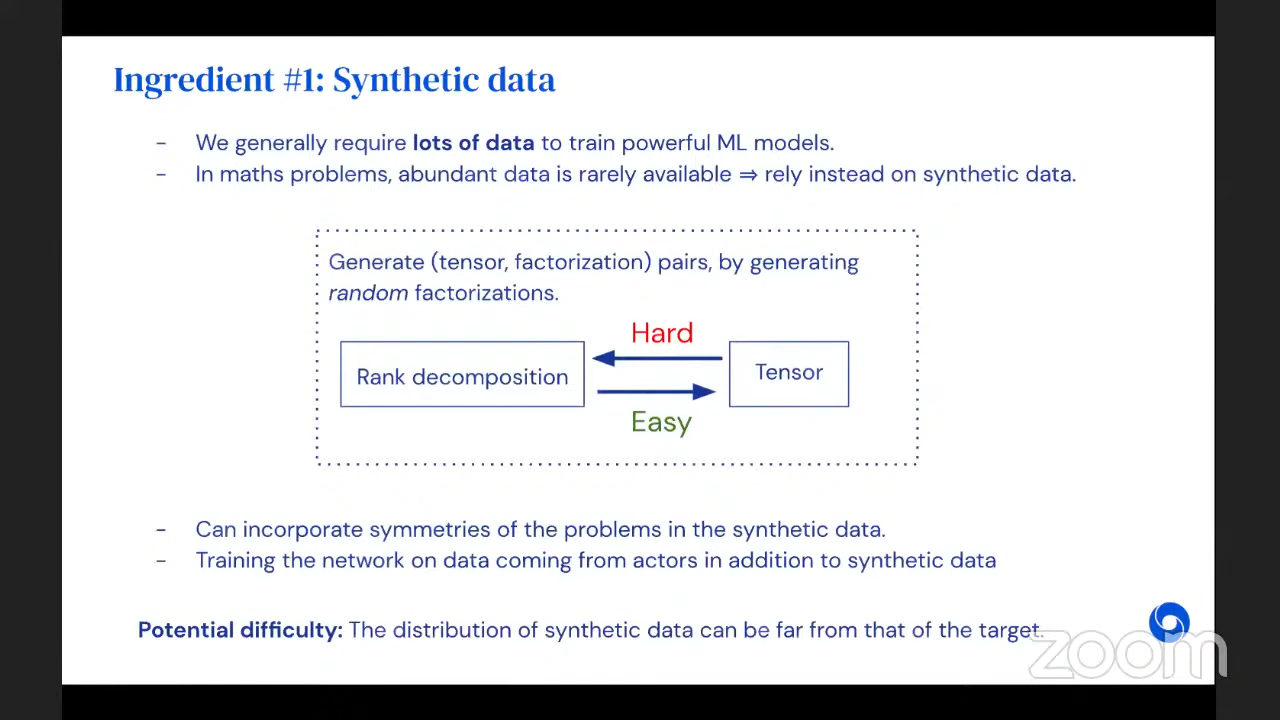 Ingredient #1: Synthetic data
- We generally require lots of data to train powerful ML models.
- In maths problems, abundant data is rarely available ⇒ rely instead on synthetic data.
Generate (tensor, factorization) pairs, by generating
random factorizations.
Hard
Rank decomposition
Tensor
Easy
- Can incorporate symmetries of the problems in the synthetic data.
- Training the network on data coming from actors in addition to synthetic data
Potential difficulty: The distribution of synthetic data can be far from that of the target.
zoom